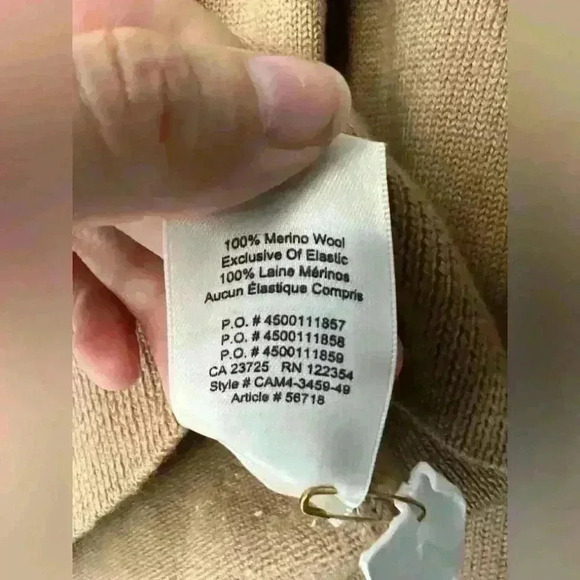 100% Merino Wool
Exclusive Of Elastic
100% Laine Mérinos
Aucun Élastique Compris
P.O. # 4500111857
P.O. # 4500111858
P.O. # 4500111859
CA 23725 RN 122354
Style # CAM4-3459-49
Article # 56718